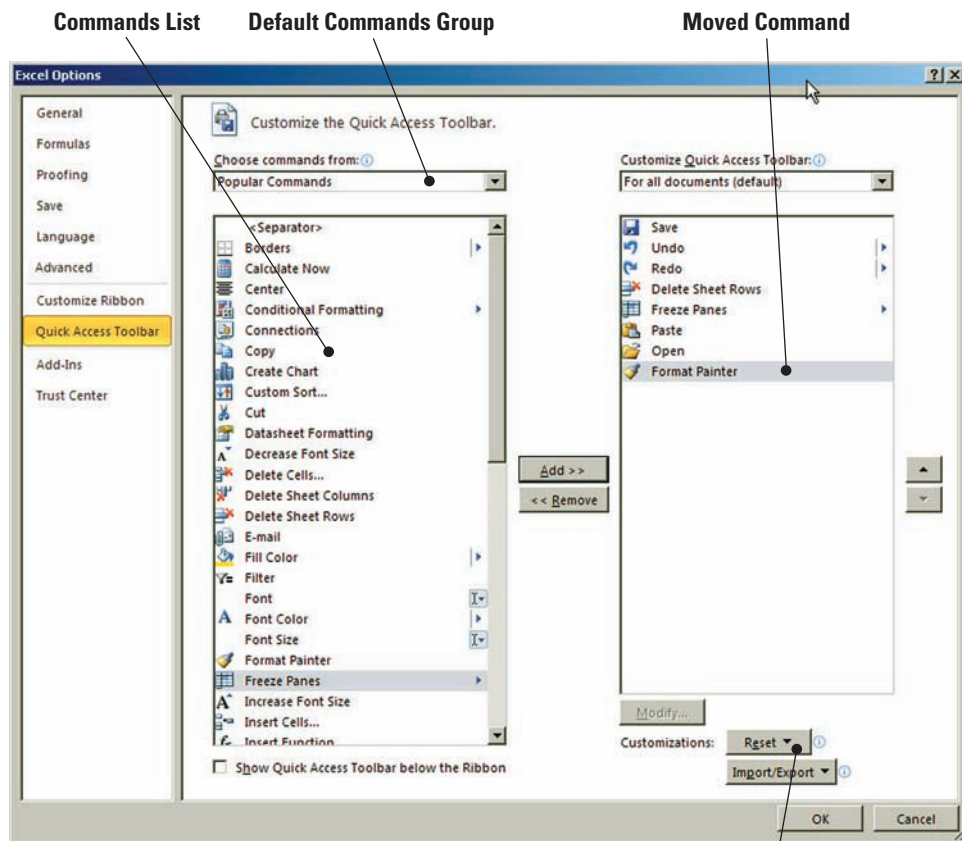 Commands List
Default Commands Group
Moved Command
Excel Options
General
Formulas
Proofing
Save
Language
Advanced
Customize Ribbon
Quick Access Toolbar
Add-Ins
Trust Center
Customize the Quick Access Toolbar.
Choose commands from:
Popular Commands
<Separator>
Borders
Calculate Now
Center
Conditional Formatting
Connections
Copy
Create Chart
Custom Sort...
Cut
Datasheet Formatting
Decrease Font Size
Delete Cells...
Delete Sheet Columns
Delete Sheet Rows
E-mail
Fill Color
Filter
Font
Font Color
Font Size
Format Painter
Freeze Panes
Increase Font Size
Insert Cells...
Insert Function
Show Quick Access Toolbar below the Ribbon
Add >>
<< Remove
Customize Quick Access Toolbar:
For all documents (default)
Save
Undo
Redo
Delete Sheet Rows
Freeze Panes
Paste
Open
Format Painter
Modify...
Customizations:
Reset
Import/Export
OK
Cancel